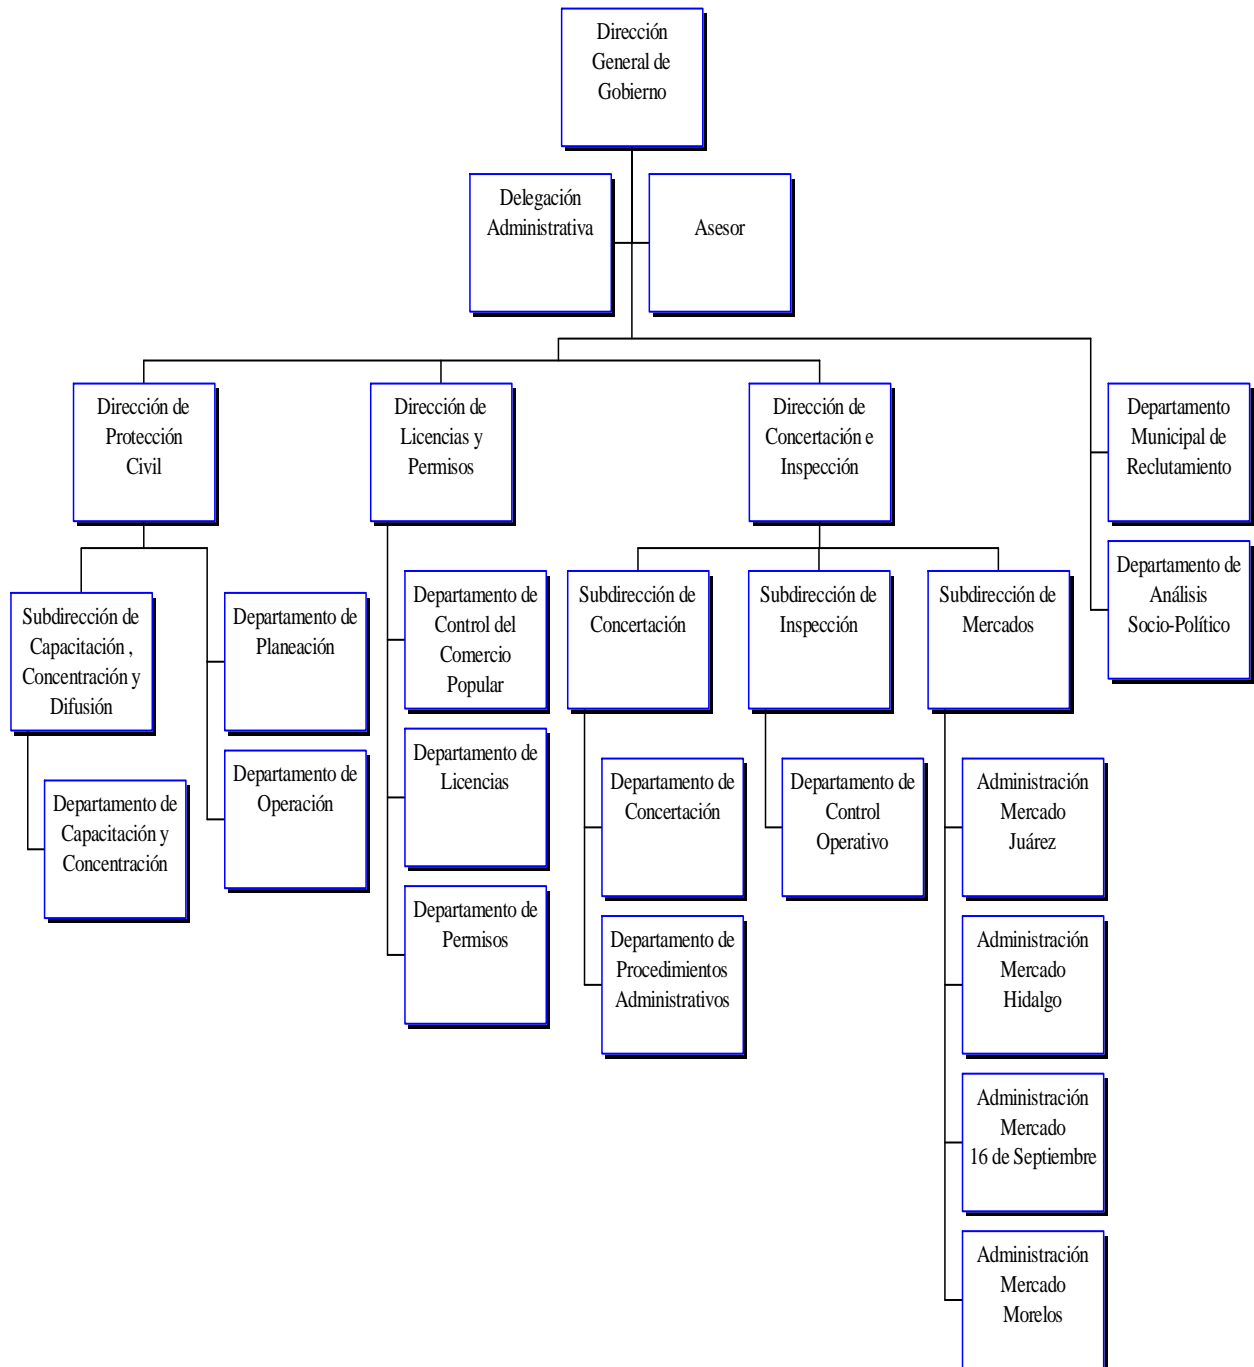 Dirección
General de
Gobierno
Delegación
Administrativa
Asesor
Dirección de
Protección
Civil
Dirección de
Licencias y
Permisos
Dirección de
Concertación e
Inspección
Departamento
Municipal de
Reclutamiento
Departamento de
Análisis
Socio-Político
Subdirección de
Capacitación ,
Concentración y
Difusión
Departamento de
Capacitación y
Concentración
Departamento de
Planeación
Departamento de
Operación
Departamento de
Control del
Comercio
Popular
Departamento de
Licencias
Departamento de
Permisos
Subdirección de
Concertación
Departamento de
Concertación
Departamento de
Procedimientos
Administrativos
Subdirección de
Inspección
Departamento de
Control
Operativo
Subdirección de
Mercados
Administración
Mercado
Juárez
Administración
Mercado
Hidalgo
Administración
Mercado
16 de Septiembre
Administración
Mercado
Morelos